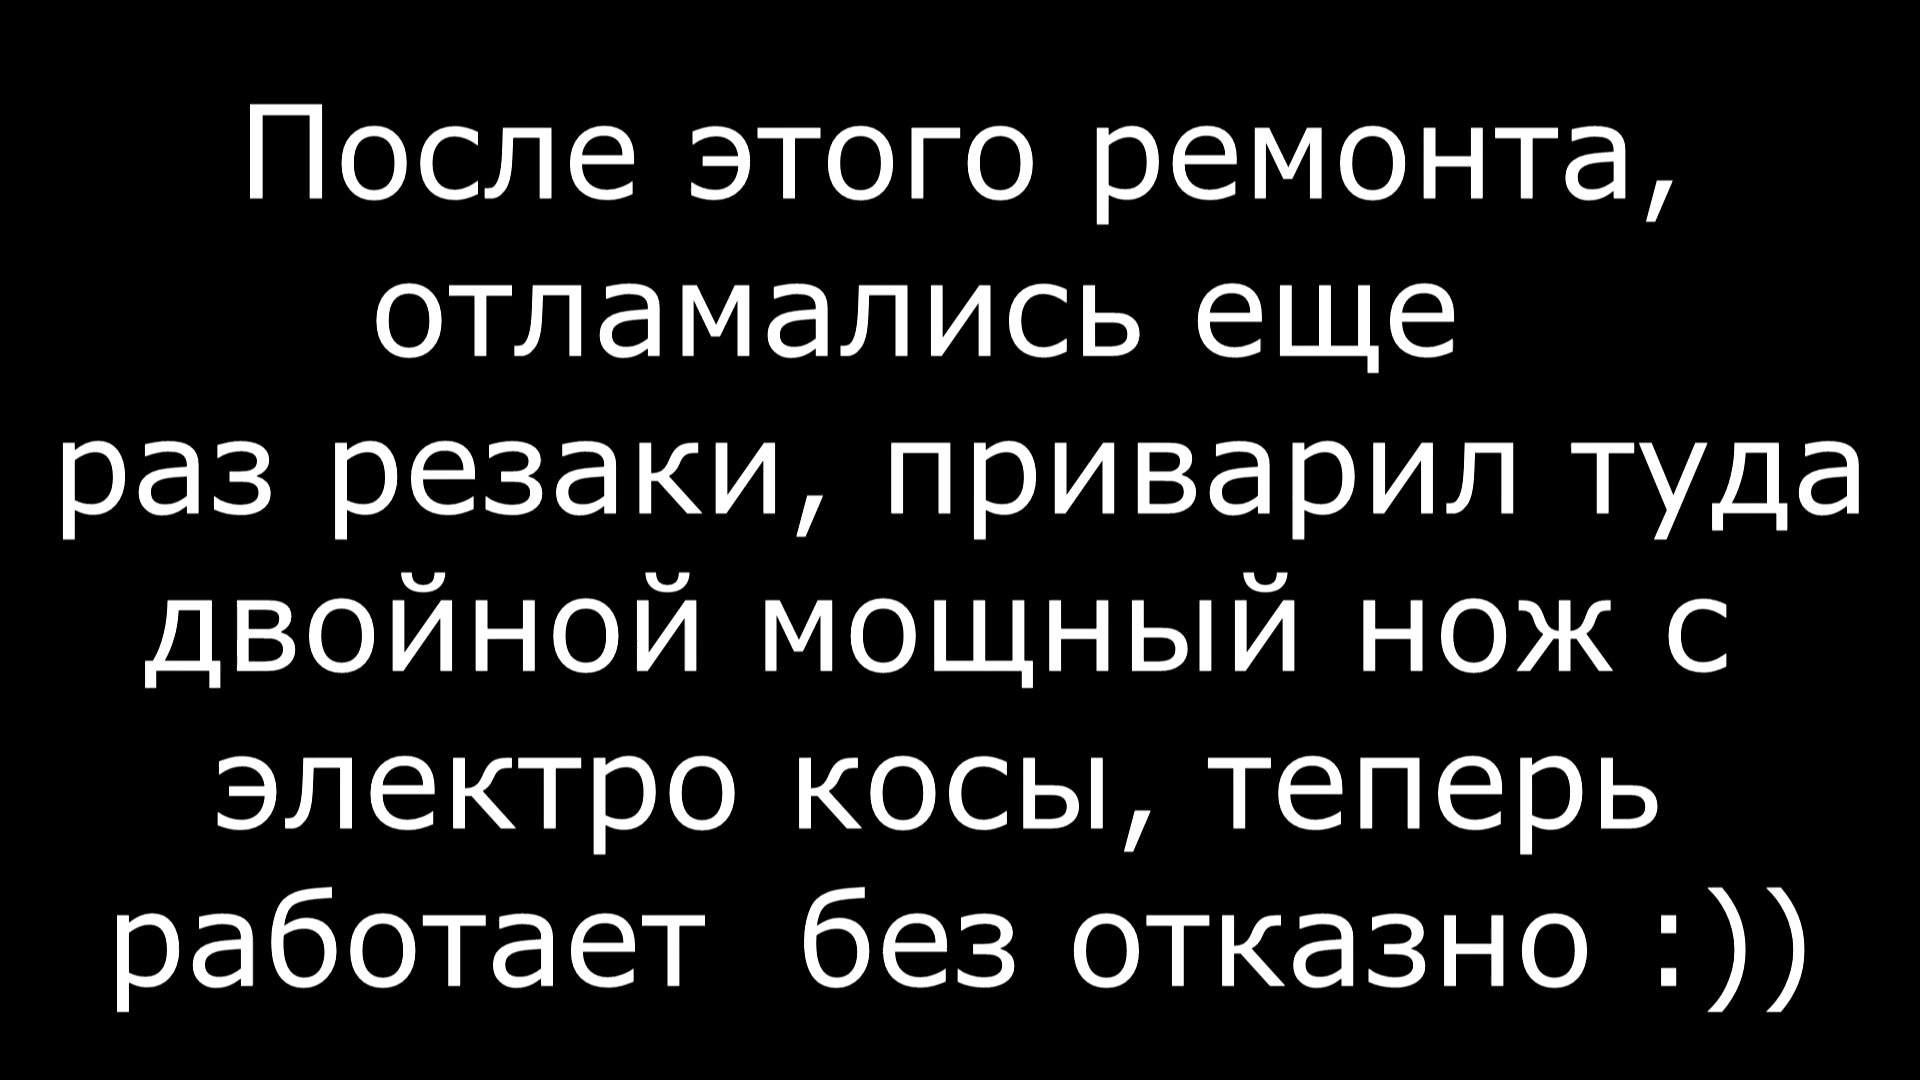 После этого ремонта,
отламались еще
раз резаки, приварил туда
двойной мощный нож с
электро косы, теперь
работает  без отказно :))